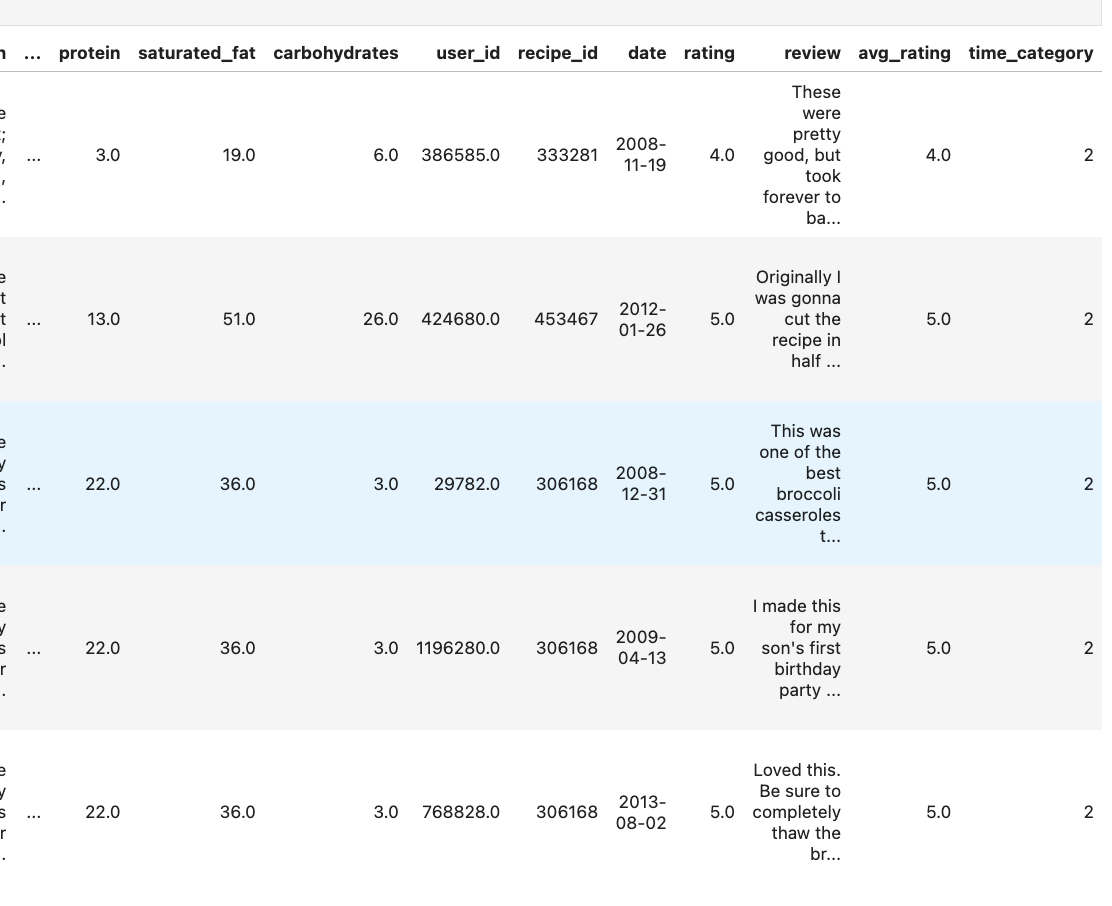 n ... protein saturated_fat carbohydrates user_id recipe_id date rating review avg_rating time_category
e
t;
y,
,
.
... 3.0 19.0 6.0 386585.0 333281 2008-
11-19 4.0 These
were
pretty
good, but
took
forever to
ba... 4.0 2
e
t
t
ol
.
... 13.0 51.0 26.0 424680.0 453467 2012-
01-26 5.0 Originally I
was gonna
cut the
recipe in
half ... 5.0 2
e
y
s
r
.
... 22.0 36.0 3.0 29782.0 306168 2008-
12-31 5.0 This was
one of the
best
broccoli
casseroles
t... 5.0 2
e
y
s
r
.
... 22.0 36.0 3.0 1196280.0 306168 2009-
04-13 5.0 I made this
for my
son's first
birthday
party ... 5.0 2
e
y
s
r
.
... 22.0 36.0 3.0 768828.0 306168 2013-
08-02 5.0 Loved this.
Be sure to
completely
thaw the
br... 5.0 2